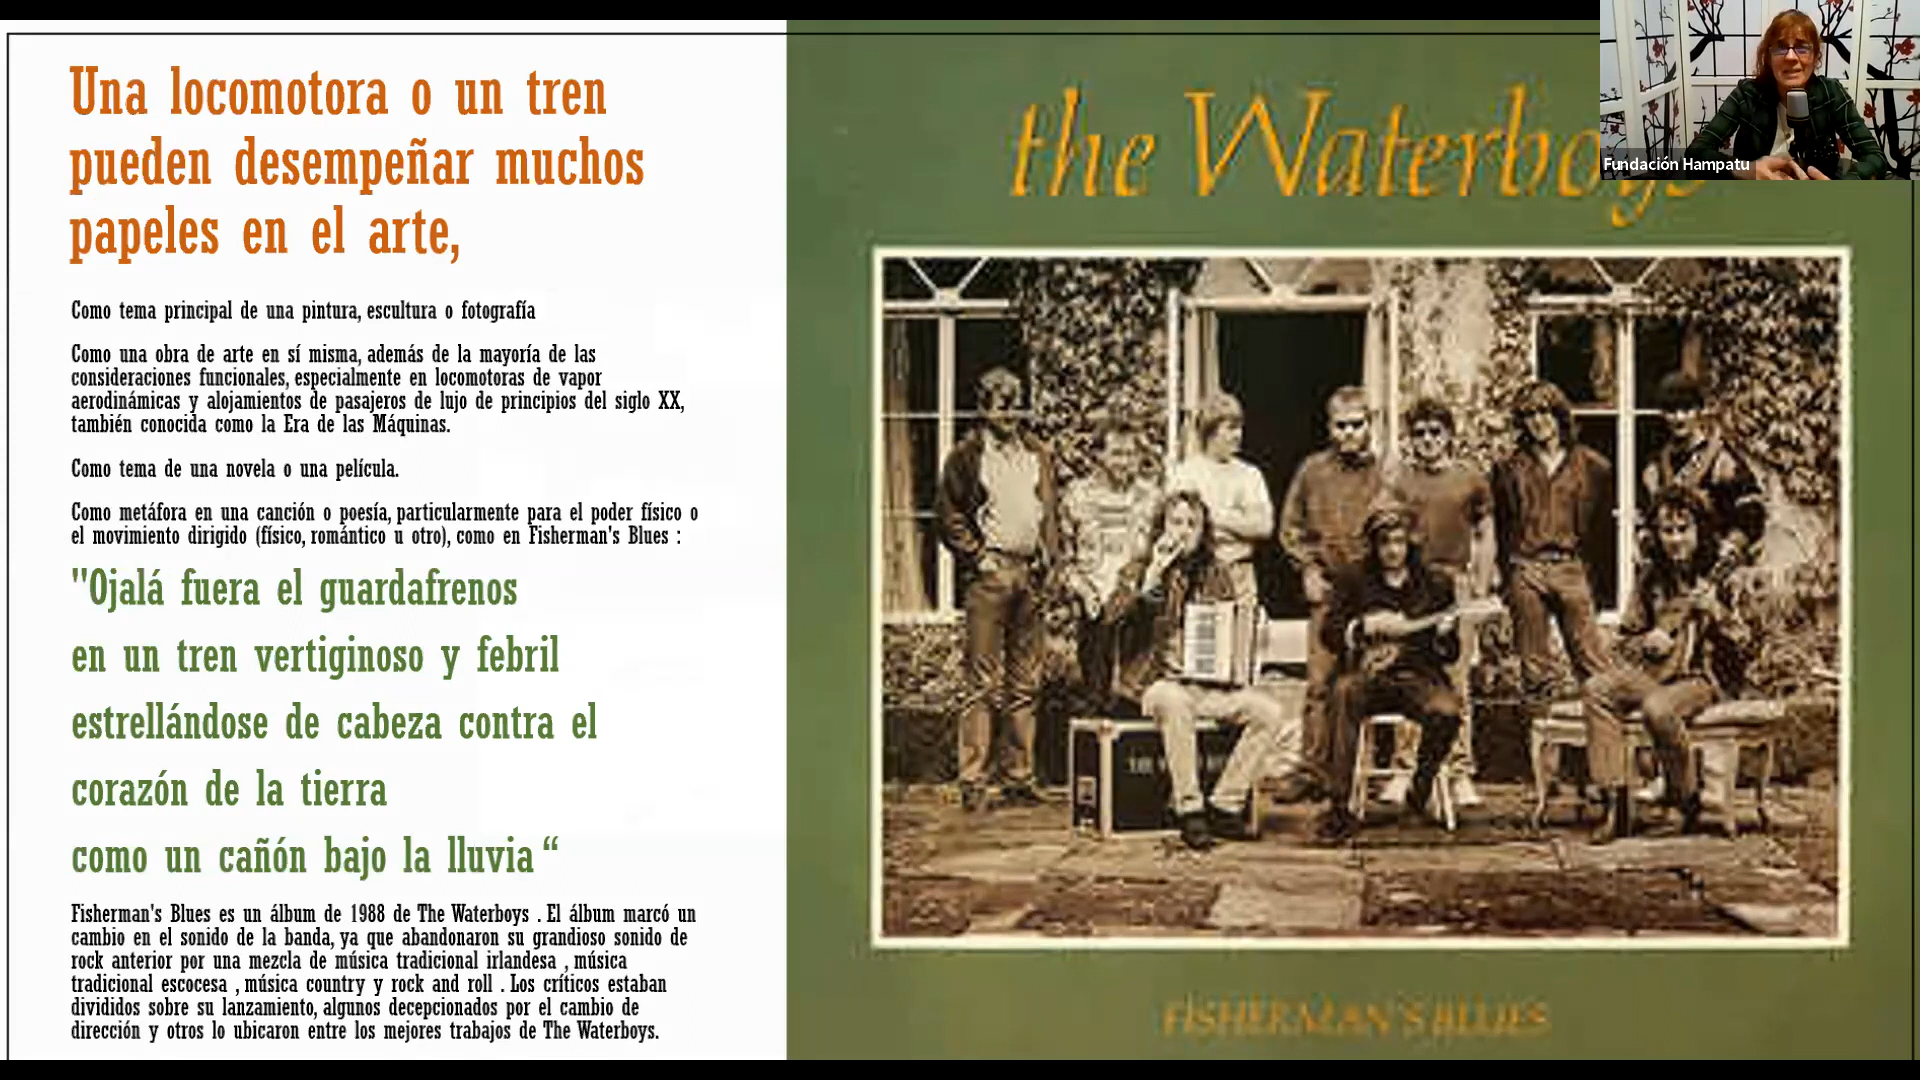 Una locomotora o un tren
pueden desempeñar muchos
papeles en el arte,
Como tema principal de una pintura, escultura o fotografía
Como una obra de arte en sí misma, además de la mayoría de las
consideraciones funcionales, especialmente en locomotoras de vapor
aerodinámicas y alojamientos de pasajeros de lujo de principios del siglo XX,
también conocida como la Era de las Máquinas.
Como tema de una novela o una película.
Como metáfora en una canción o poesía, particularmente para el poder físico o
el movimiento dirigido (físico, romántico u otro), como en Fisherman's Blues :
"Ojalá fuera el guardafrenos
en un tren vertiginoso y febril
estrellándose de cabeza contra el
corazón de la tierra
como un cañón bajo la lluvia “
Fisherman's Blues es un álbum de 1988 de The Waterboys . El álbum marcó un
cambio en el sonido de la banda, ya que abandonaron su grandioso sonido de
rock anterior por una mezcla de música tradicional irlandesa , música
tradicional escocesa , música country y rock and roll . Los críticos estaban
divididos sobre su lanzamiento, algunos decepcionados por el cambio de
dirección y otros lo ubicaron entre los mejores trabajos de The Waterboys.
the Waterboys
FISHERMAN'S BLUES
Fundación Hampatu